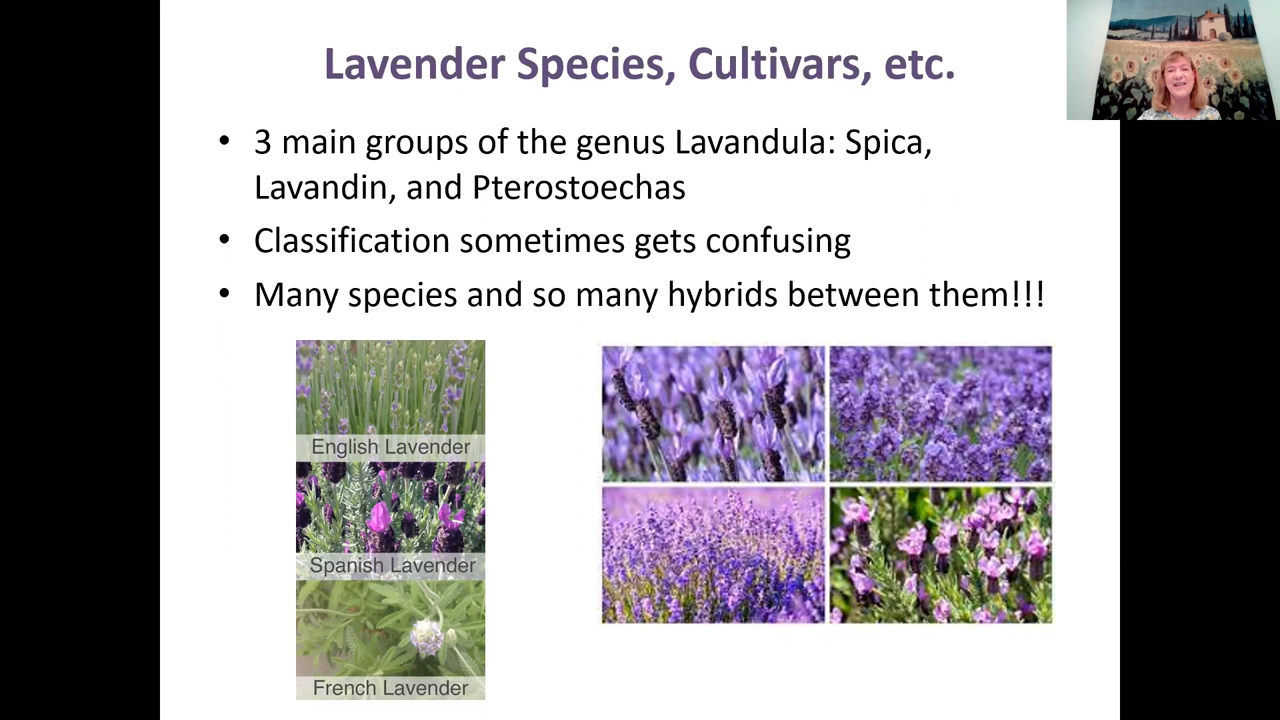 Lavender Species, Cultivars, etc.
• 3 main groups of the genus Lavandula: Spica,
Lavandin, and Pterostoechas
• Classification sometimes gets confusing
• Many species and so many hybrids between them!!!
English Lavender
Spanish Lavender
French Lavender